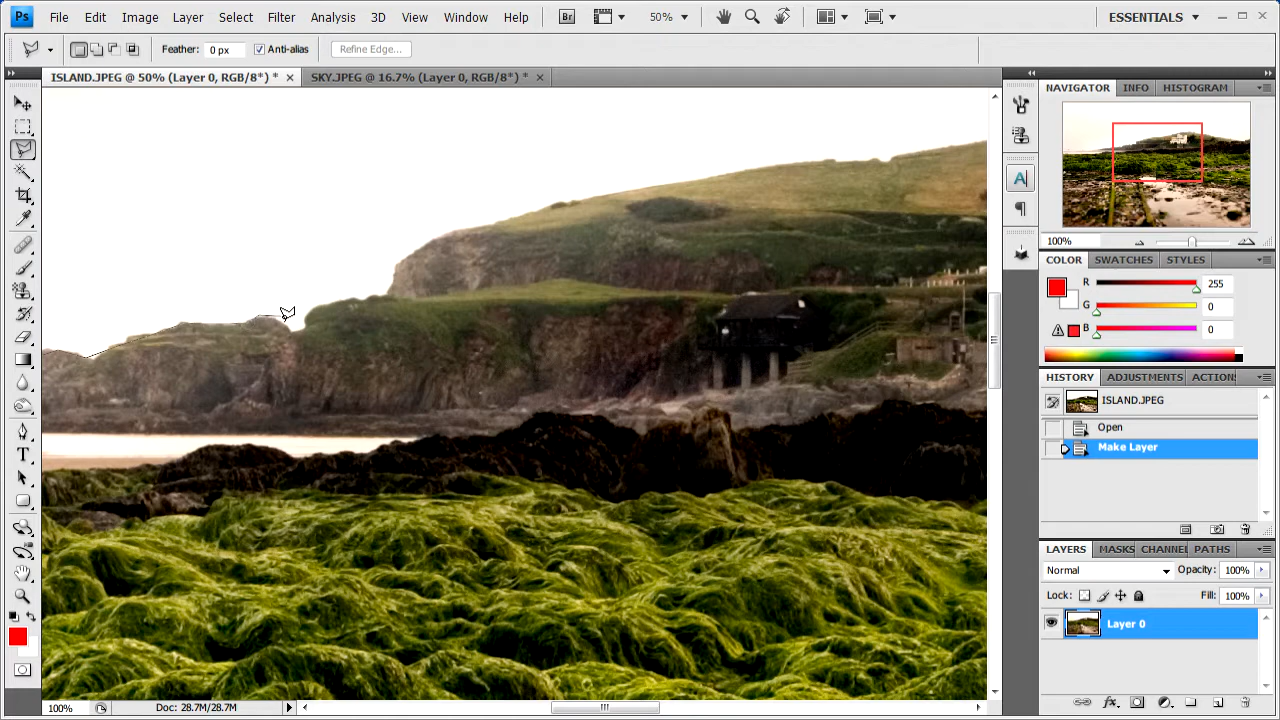 File Edit Image Layer Select Filter Analysis 3D View Window Help Br 50% ESSENTIALS
Feather: 0 px Anti-alias Refine Edge...
ISLAND.JPEG @ 50% (Layer 0, RGB/8*) * SKY.JPEG @ 16.7% (Layer 0, RGB/8*) *
NAVIGATOR INFO HISTOGRAM
100%
COLOR SWATCHES STYLES
R 255
G 0
B 0
HISTORY ADJUSTMENTS ACTION
ISLAND.JPEG
Open
Make Layer
LAYERS MASKS CHANNEL PATHS
Normal Opacity: 100%
Lock: Fill: 100%
Layer 0
100% Doc: 28.7M/28.7M